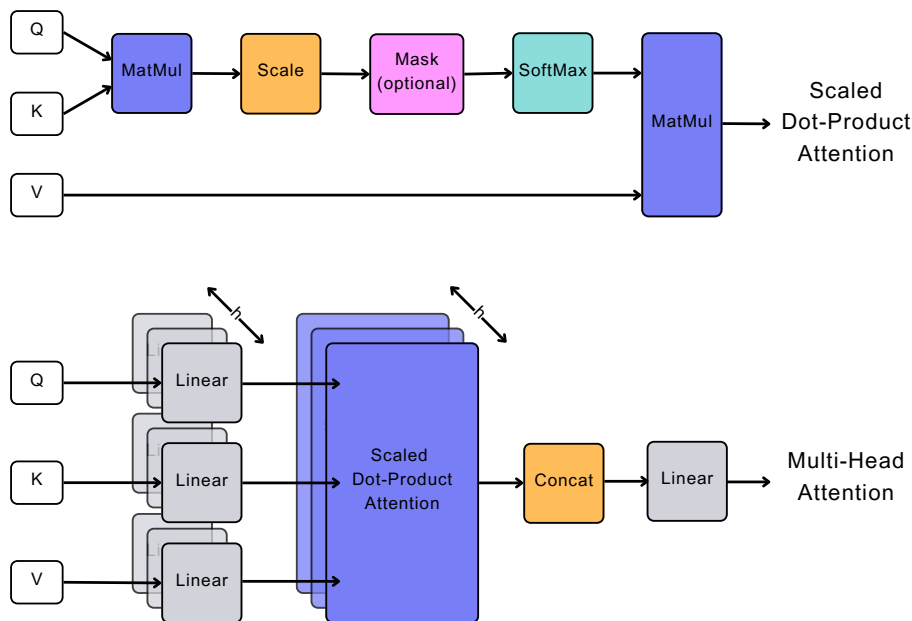 Q
K
V
MatMul
Scale
Mask
(optional)
SoftMax
MatMul
Scaled
Dot-Product
Attention
h
h
Q
K
V
Linear
Linear
Linear
Scaled
Dot-Product
Attention
Concat
Linear
Multi-Head
Attention